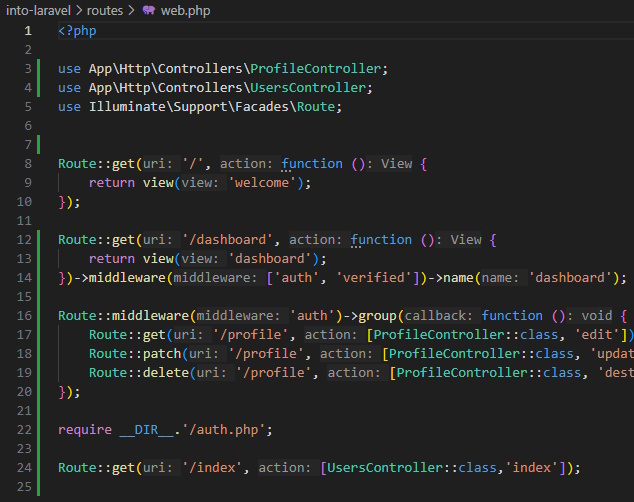 into-laravel > routes > web.php
1 <?php
2
3 use App\Http\Controllers\ProfileController;
4 use App\Http\Controllers\UsersController;
5 use Illuminate\Support\Facades\Route;
6
7
8 Route::get(uri: '/', action: function (): View {
9     return view(view: 'welcome');
10 });
11
12 Route::get(uri: '/dashboard', action: function (): View {
13     return view(view: 'dashboard');
14 })->middleware(middleware: ['auth', 'verified'])->name(name: 'dashboard');
15
16 Route::middleware(middleware: 'auth')->group(callback: function (): void {
17     Route::get(uri: '/profile', action: [ProfileController::class, 'edit'])
18     Route::patch(uri: '/profile', action: [ProfileController::class, 'updat
19     Route::delete(uri: '/profile', action: [ProfileController::class, 'dest
20 });
21
22 require __DIR__.'/auth.php';
23
24 Route::get(uri: '/index', action: [UsersController::class,'index']);
25